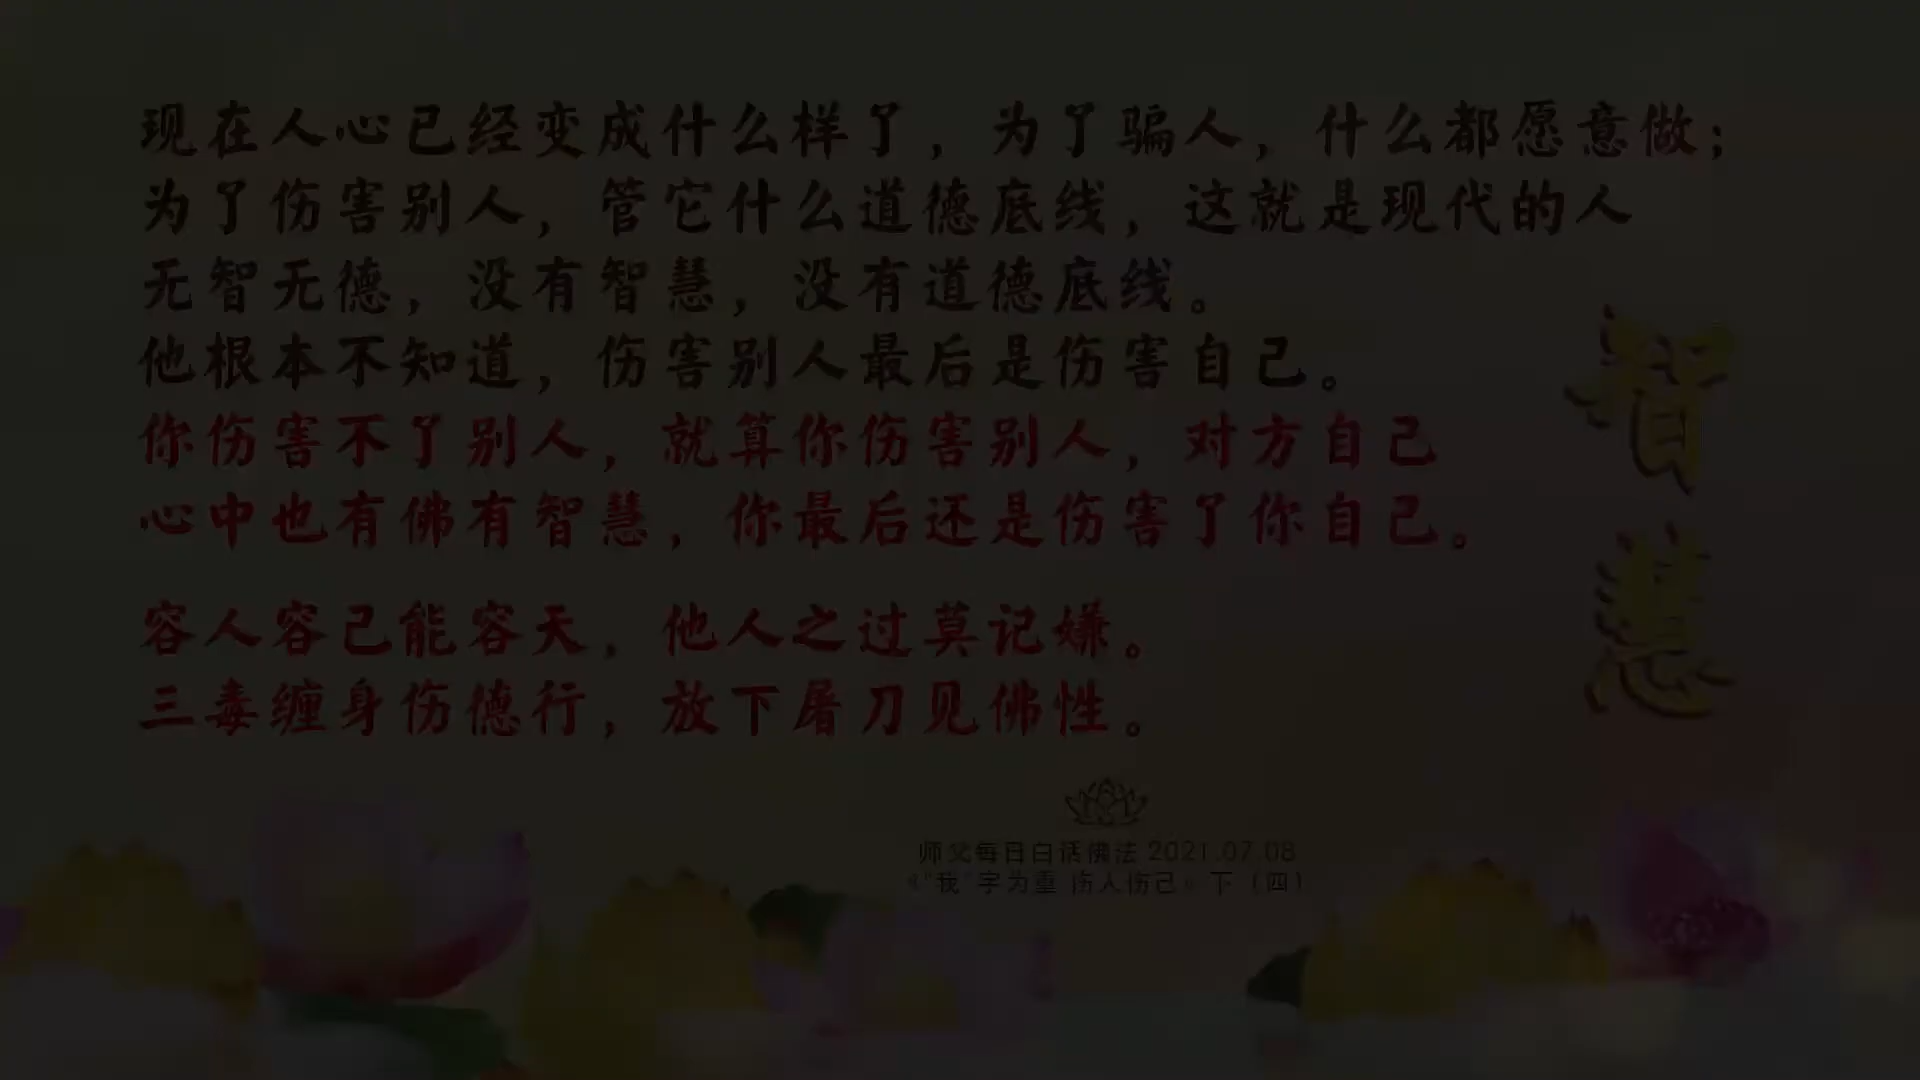 现在人心已经变成什么样了，为了骗人，什么都愿意做；
为了伤害别人，管它什么道德底线，这就是现代的人
无智无德，没有智慧，没有道德底线。
他根本不知道，伤害别人最后是伤害自己。
你伤害不了别人，就算你伤害别人，对方自己
心中也有佛有智慧，你最后还是伤害了你自己。
容人容己能容天，他人之过莫记嫌。
三毒缠身伤德行，放下屠刀见佛性。
智慧
师父每日白话佛法 2021.07.08
《“我”字为重 伤人伤己》下（四）